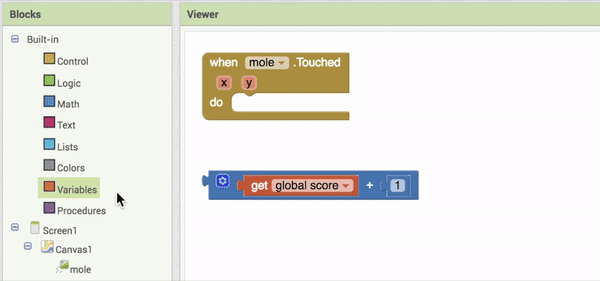 Blocks
Viewer
Built-in
Control
Logic
Math
Text
Lists
Colors
Variables
Procedures
Screen1
Canvas1
mole
when mole .Touched
x y
do
get global score + 1